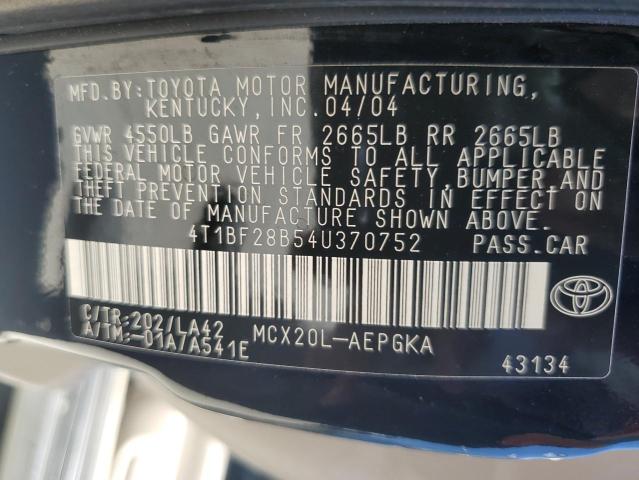 MFD.BY:TOYOTA MOTOR MANUFACTURING,
KENTUCKY,INC.04/04
GVWR 4550LB GAWR FR 2665LB RR 2665LB
THIS VEHICLE CONFORMS TO ALL APPLICABLE
FEDERAL MOTOR VEHICLE SAFETY,BUMPER,AND
THEFT PREVENTION STANDARDS IN EFFECT ON
THE DATE OF MANUFACTURE SHOWN ABOVE.
4T1BF28B54U370752 PASS.CAR
C/TR:202/LA42 MCX20L-AEPGKA
A/TM:-01A/A541E
43134